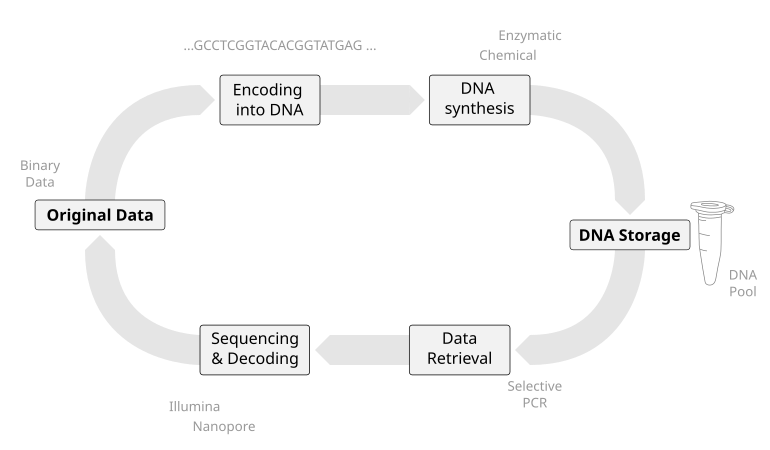 Enzymatic
Chemical
...GCCTCGGTACACGGTATGAG ...
Encoding
into DNA
DNA
synthesis
Binary
Data
Original Data
DNA Storage
DNA
Pool
Sequencing
& Decoding
Data
Retrieval
Selective
PCR
Illumina
Nanopore